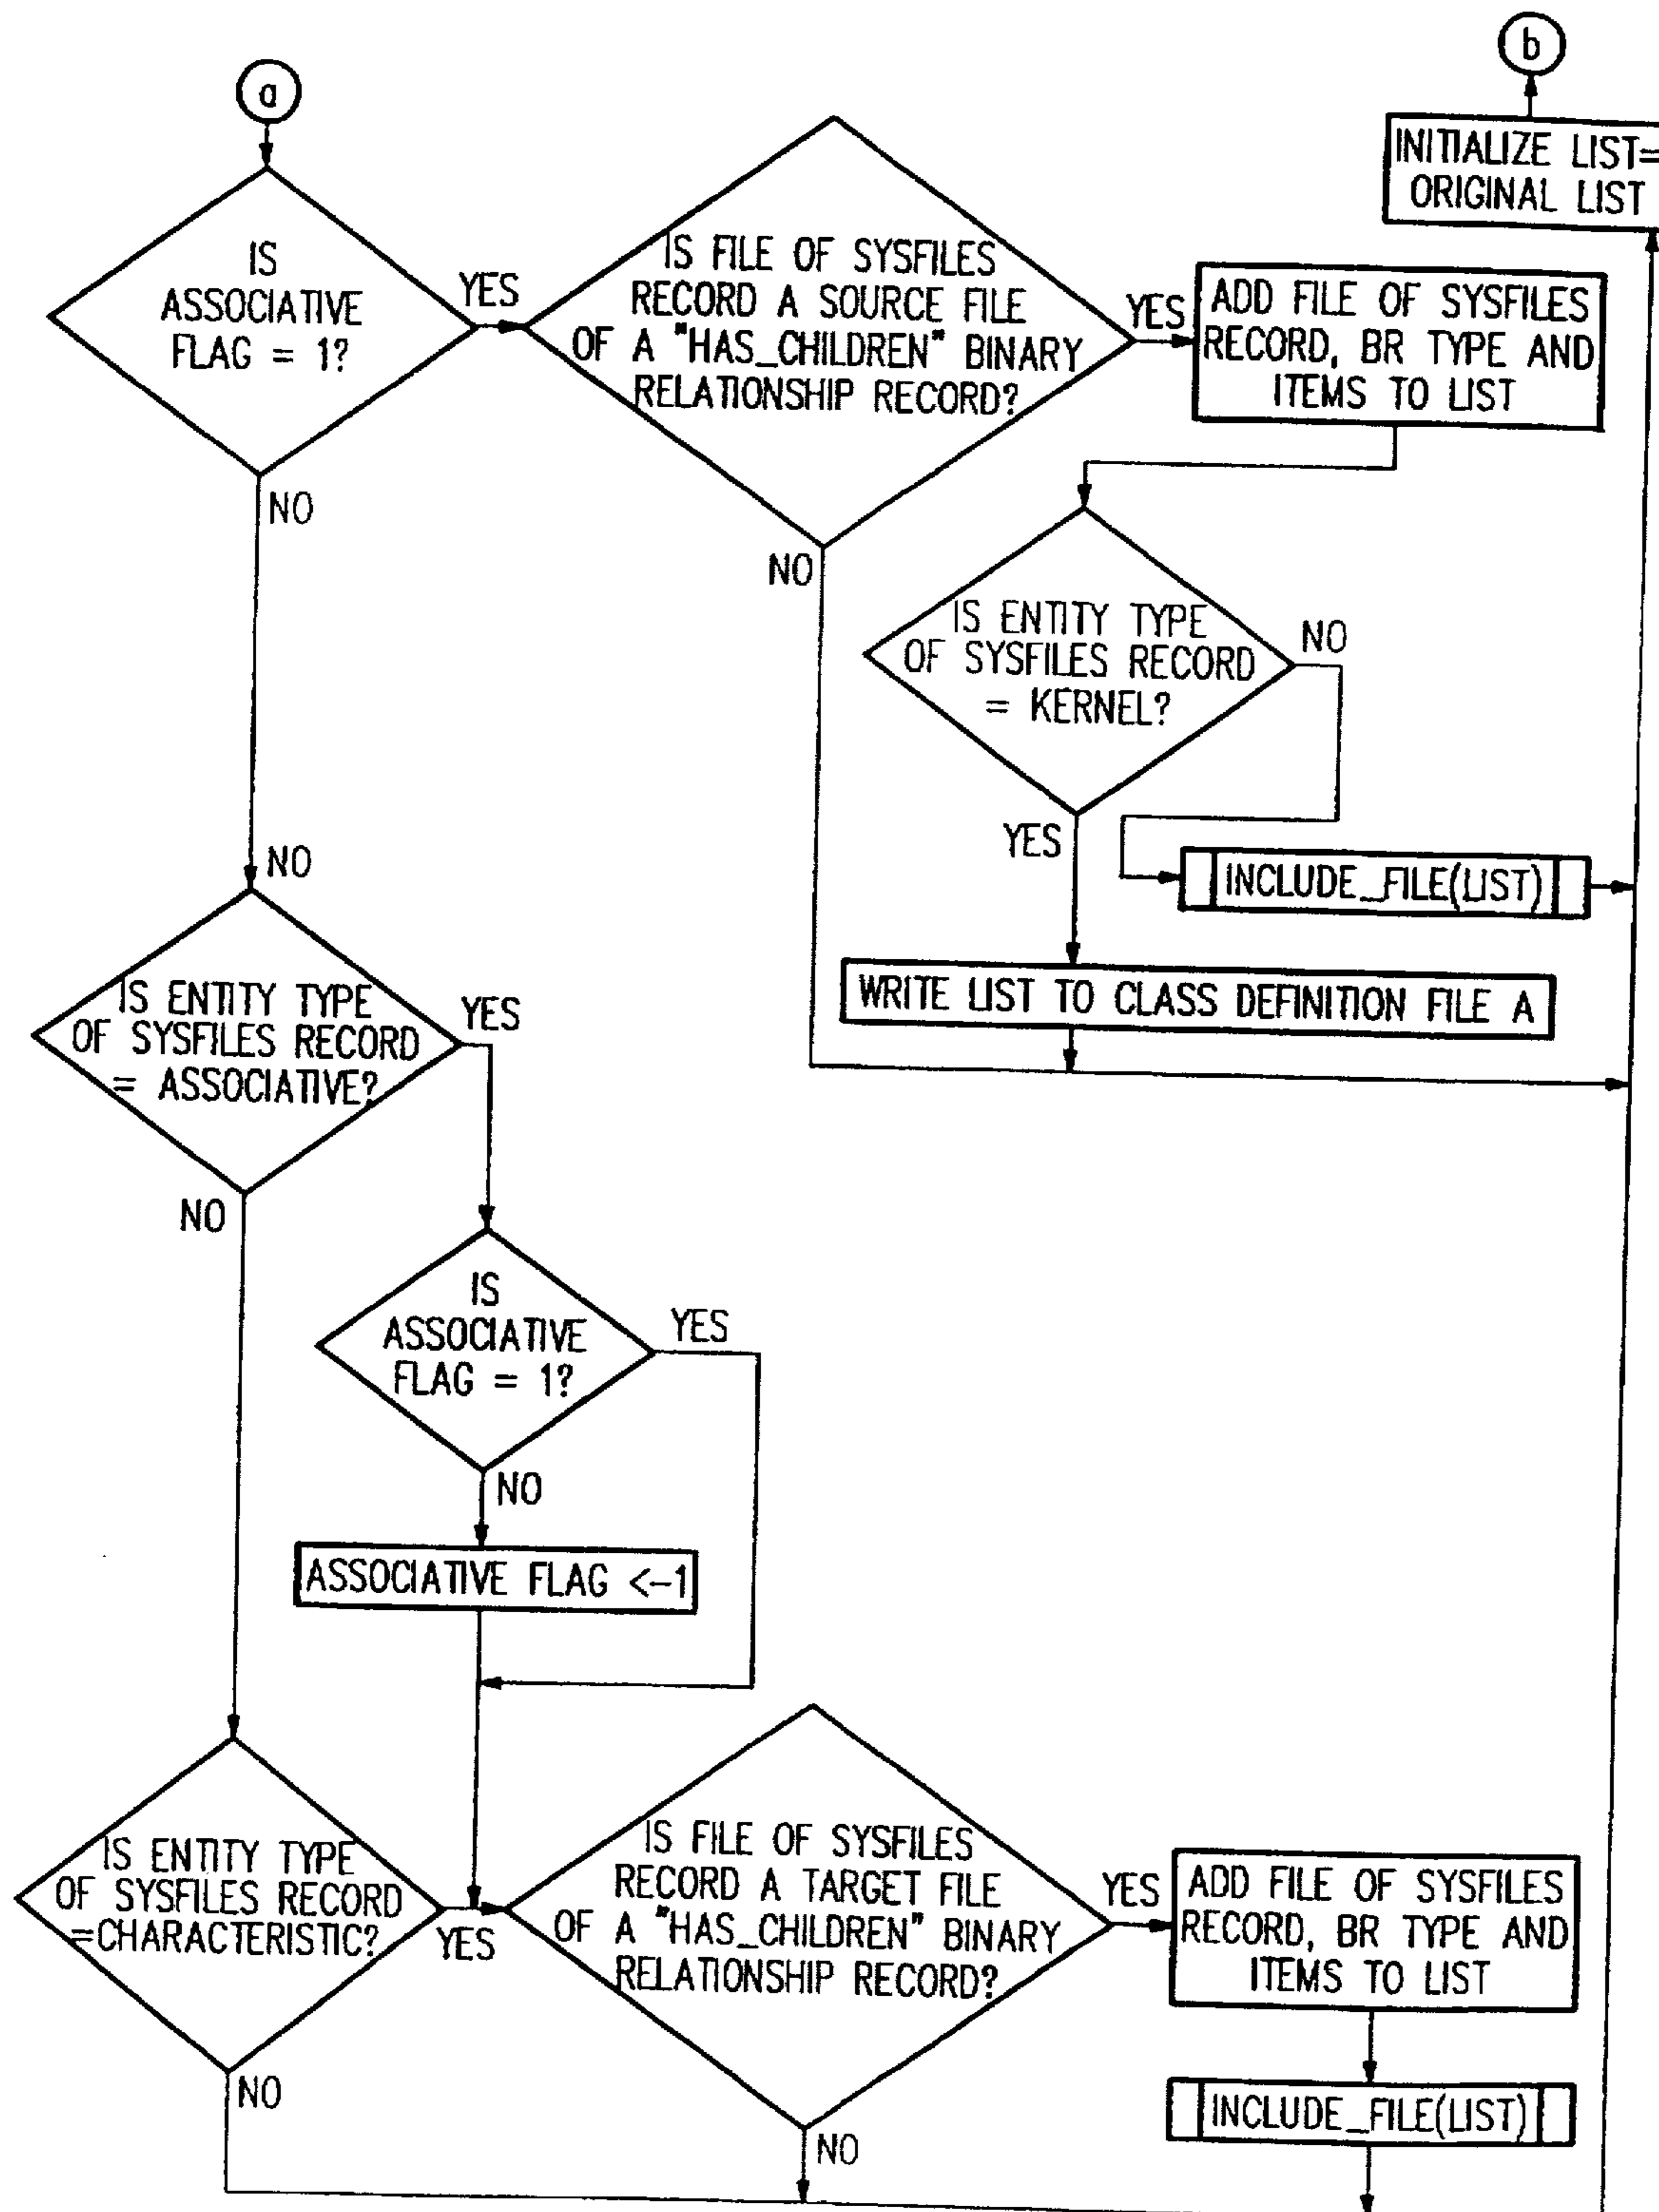 a
b
INITIALIZE LIST=
ORIGINAL LIST
IS
ASSOCIATIVE
FLAG = 1?
YES
NO
IS FILE OF SYSFILES
RECORD A SOURCE FILE
OF A "HAS_CHILDREN" BINARY
RELATIONSHIP RECORD?
YES
NO
ADD FILE OF SYSFILES
RECORD, BR TYPE AND
ITEMS TO LIST
IS ENTITY TYPE
OF SYSFILES RECORD
= KERNEL?
NO
YES
INCLUDE_FILE(LIST)
WRITE LIST TO CLASS DEFINITION FILE A
NO
IS ENTITY TYPE
OF SYSFILES RECORD
= ASSOCIATIVE?
YES
NO
IS
ASSOCIATIVE
FLAG = 1?
YES
NO
ASSOCIATIVE FLAG <-1
IS ENTITY TYPE
OF SYSFILES RECORD
=CHARACTERISTIC?
YES
NO
IS FILE OF SYSFILES
RECORD A TARGET FILE
OF A "HAS_CHILDREN" BINARY
RELATIONSHIP RECORD?
YES
NO
ADD FILE OF SYSFILES
RECORD, BR TYPE AND
ITEMS TO LIST
INCLUDE_FILE(LIST)